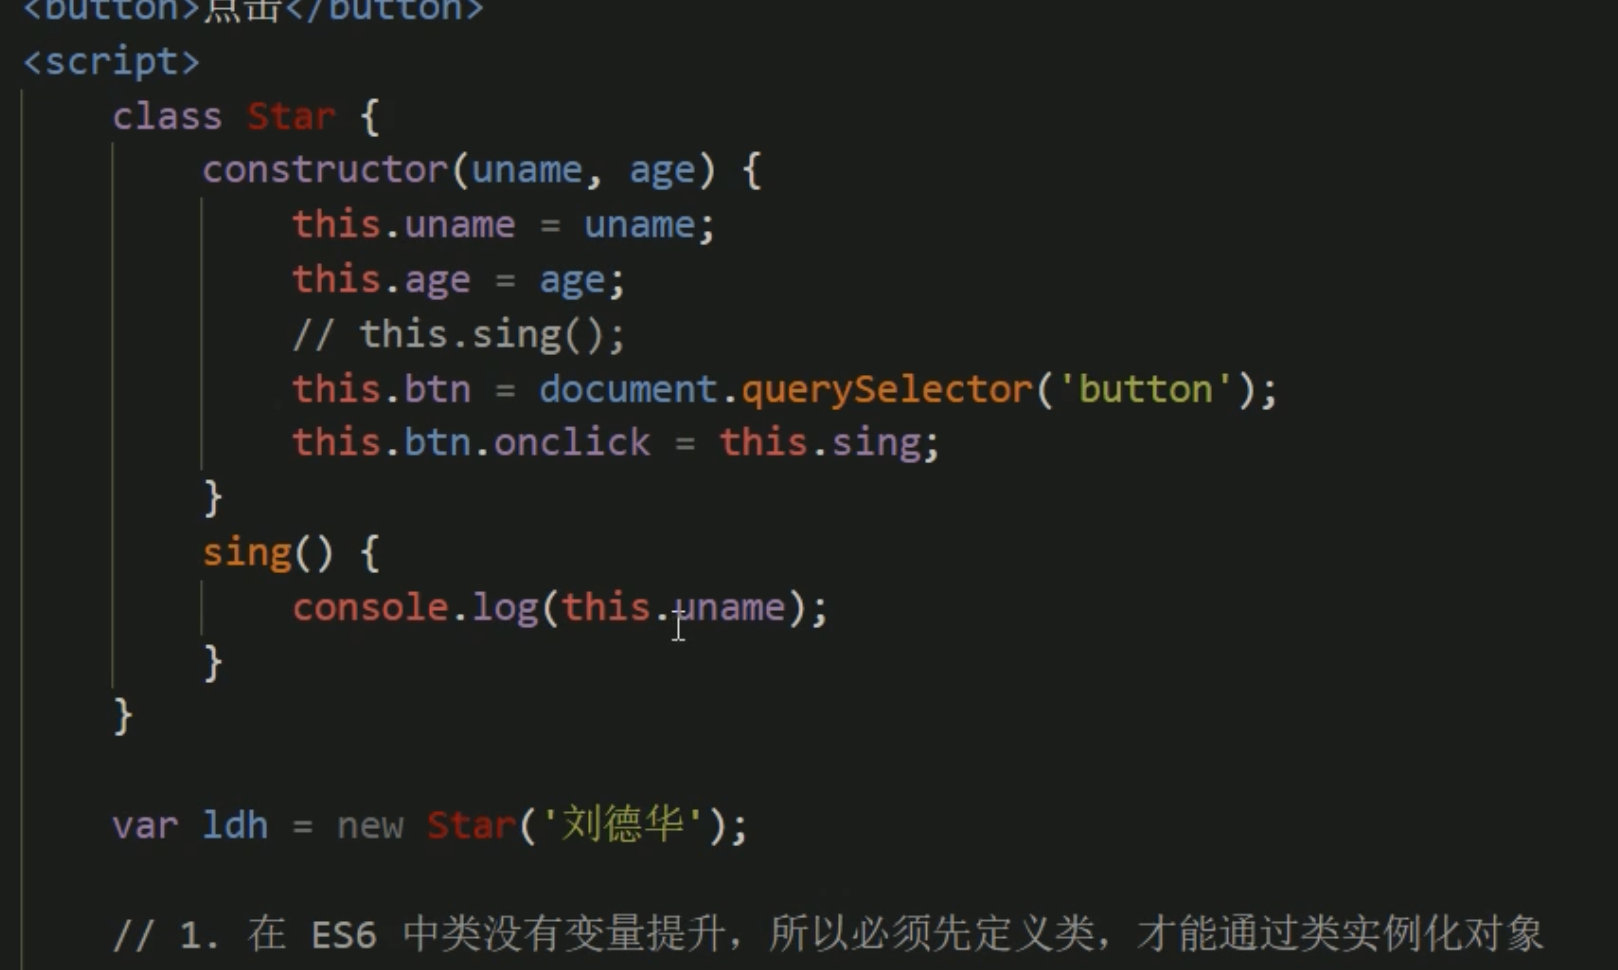 <button>点击</button>
<script>
class Star {
constructor(uname, age) {
this.uname = uname;
this.age = age;
// this.sing();
this.btn = document.querySelector('button');
this.btn.onclick = this.sing;
}
sing() {
console.log(this.uname);
}
}
var ldh = new Star('刘德华');
// 1. 在 ES6 中类没有变量提升，所以必须先定义类，才能通过类实例化对象